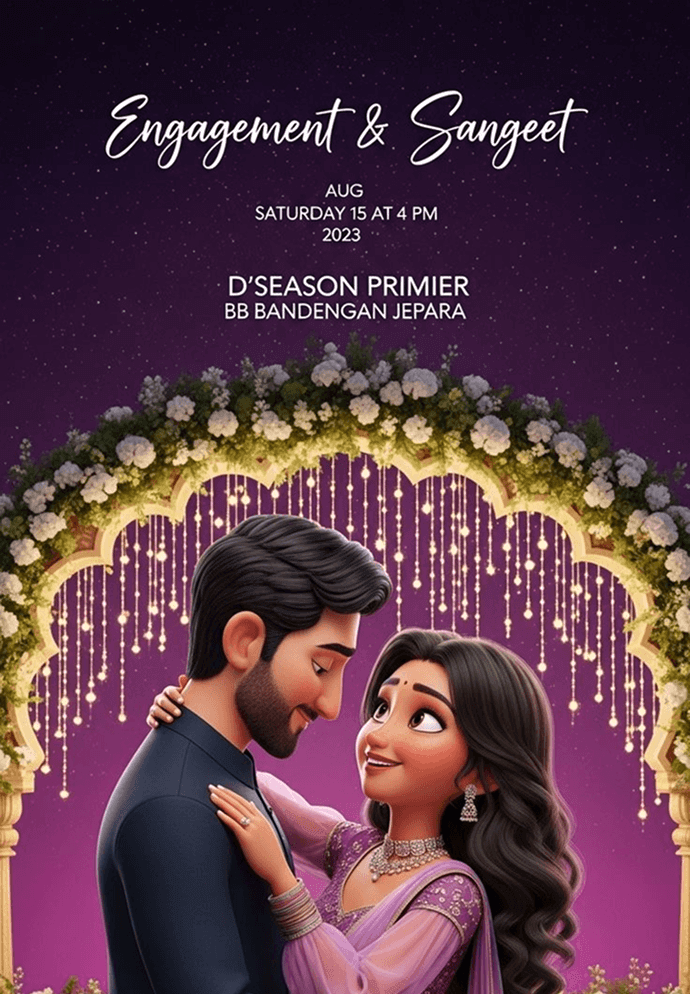 Engagement & Sangeet
AUG
SATURDAY 15 AT 4 PM
2023
D'SEASON PRIMIER
BB BANDENGAN JEPARA